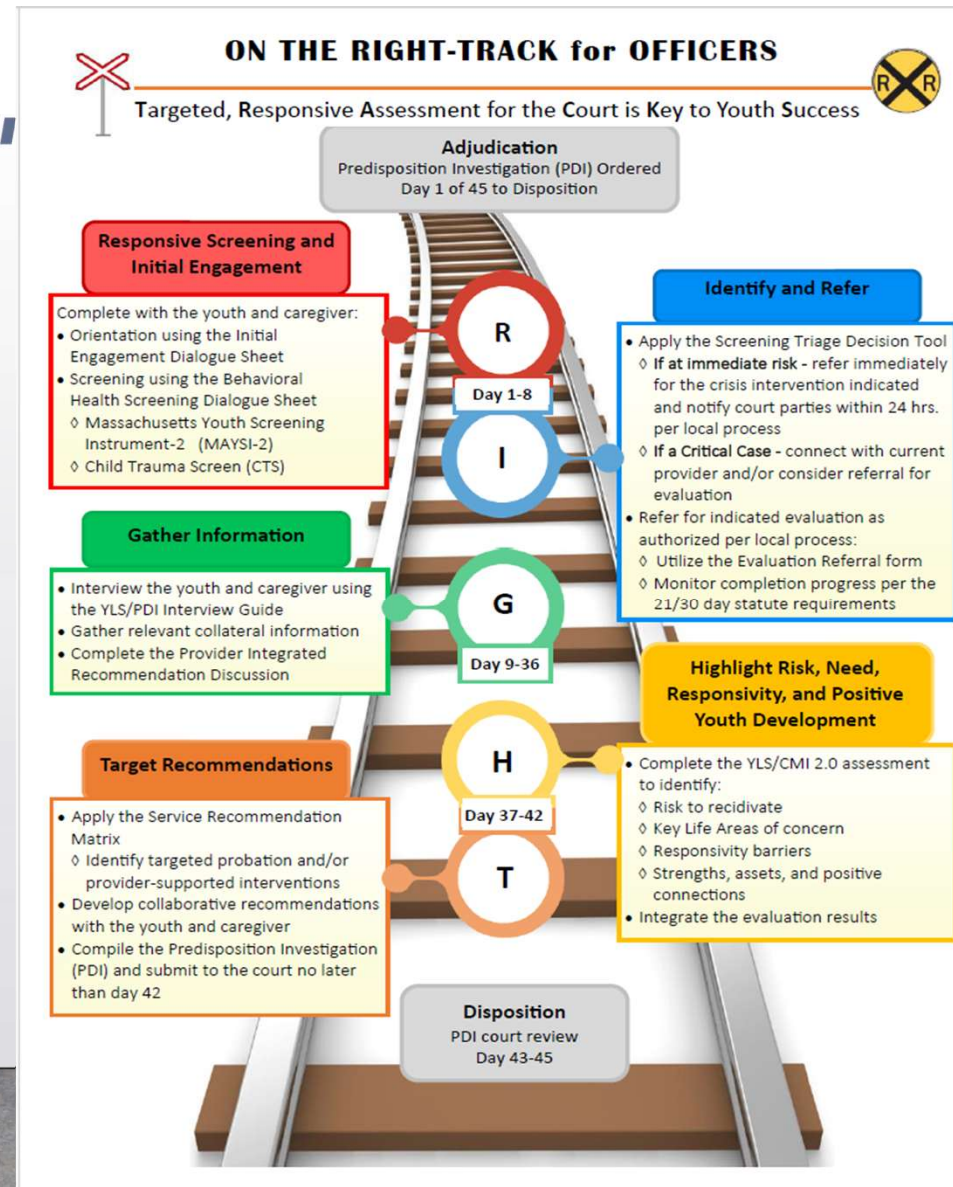 ON THE RIGHT-TRACK for OFFICERS
R R
Targeted, Responsive Assessment for the Court is Key to Youth Success
Adjudication
Predisposition Investigation (PDI) Ordered
Day 1 of 45 to Disposition
Responsive Screening and
Initial Engagement
Complete with the youth and caregiver:
• Orientation using the Initial
Engagement Dialogue Sheet
• Screening using the Behavioral
Health Screening Dialogue Sheet
◊ Massachusetts Youth Screening
Instrument-2 (MAYSI-2)
◊ Child Trauma Screen (CTS)
R
Day 1-8
I
Identify and Refer
• Apply the Screening Triage Decision Tool
◊ If at immediate risk - refer immediately
for the crisis intervention indicated
and notify court parties within 24 hrs.
per local process
◊ If a Critical Case - connect with current
provider and/or consider referral for
evaluation
• Refer for indicated evaluation as
authorized per local process:
◊ Utilize the Evaluation Referral form
◊ Monitor completion progress per the
21/30 day statute requirements
Gather Information
• Interview the youth and caregiver using
the YLS/PDI Interview Guide
• Gather relevant collateral information
• Complete the Provider Integrated
Recommendation Discussion
G
Day 9-36
Highlight Risk, Need,
Responsivity, and Positive
Youth Development
• Complete the YLS/CMI 2.0 assessment
to identify:
◊ Risk to recidivate
◊ Key Life Areas of concern
◊ Responsivity barriers
◊ Strengths, assets, and positive
connections
• Integrate the evaluation results
H
Day 37-42
T
Target Recommendations
• Apply the Service Recommendation
Matrix
◊ Identify targeted probation and/or
provider-supported interventions
• Develop collaborative recommendations
with the youth and caregiver
• Compile the Predisposition Investigation
(PDI) and submit to the court no later
than day 42
Disposition
PDI court review
Day 43-45